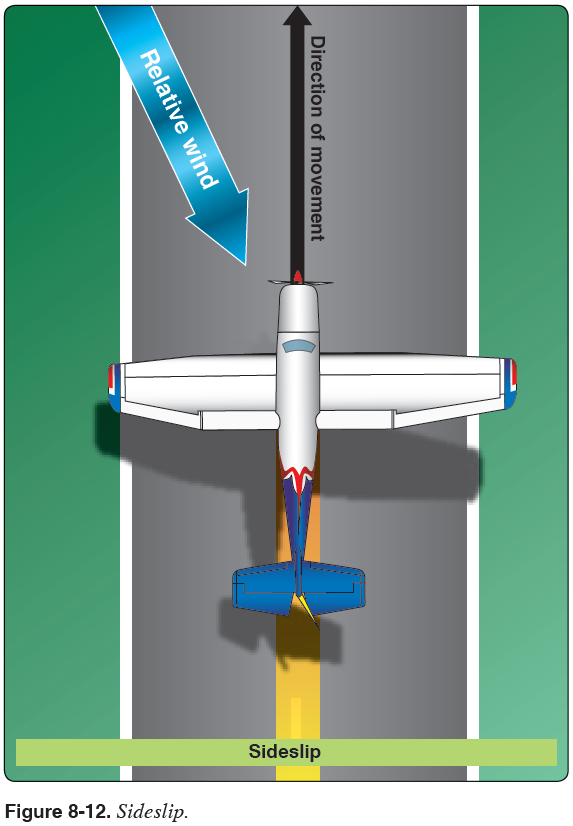 Relative wind
Direction of movement
Sideslip
Figure 8-12. Sideslip.